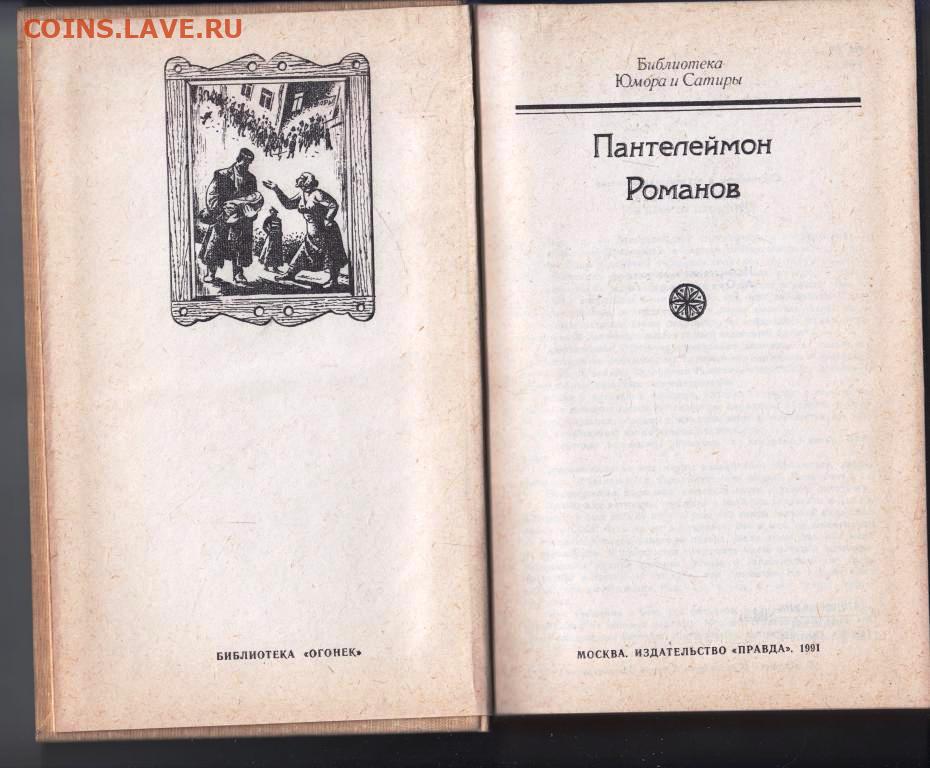 COINS.LAVE.RU
БИБЛИОТЕКА «ОГОНЕК»
Библиотека
Юмора и Сатиры
Пантелеймон
Романов
МОСКВА. ИЗДАТЕЛЬСТВО «ПРАВДА». 1991